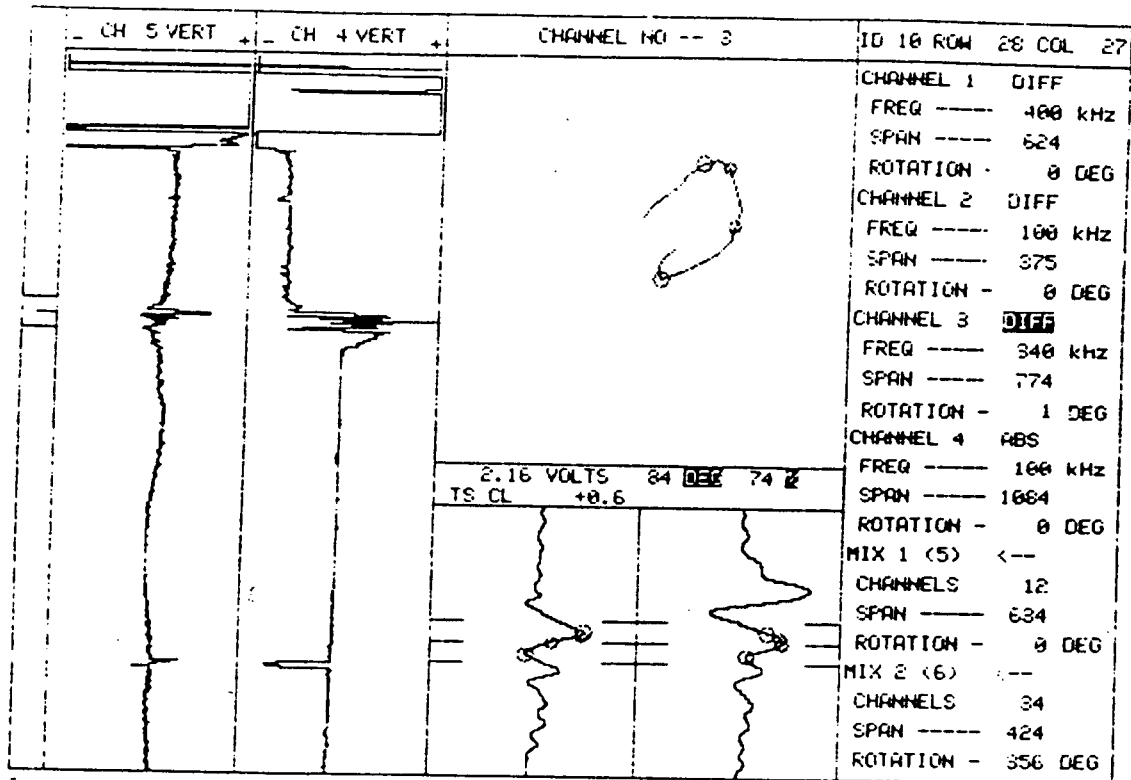 - CH 5 VERT +
- CH 4 VERT +
CHANNEL NO -- 3
ID 10 ROW 28 COL 27
CHANNEL 1 DIFF
FREQ ----- 400 kHz
SPAN ----- 624
ROTATION - 0 DEG
CHANNEL 2 DIFF
FREQ ----- 100 kHz
SPAN ----- 375
ROTATION - 0 DEG
CHANNEL 3 DIFF
FREQ ----- 340 kHz
SPAN ----- 774
ROTATION - 1 DEG
CHANNEL 4 ABS
FREQ ----- 100 kHz
SPAN ----- 1084
ROTATION - 0 DEG
MIX 1 (5) <--
CHANNELS 12
SPAN ----- 634
ROTATION - 0 DEG
MIX 2 (6) <--
CHANNELS 34
SPAN ----- 424
ROTATION - 356 DEG
2.16 VOLTS 84 DEG 74 %
TS CL +0.6